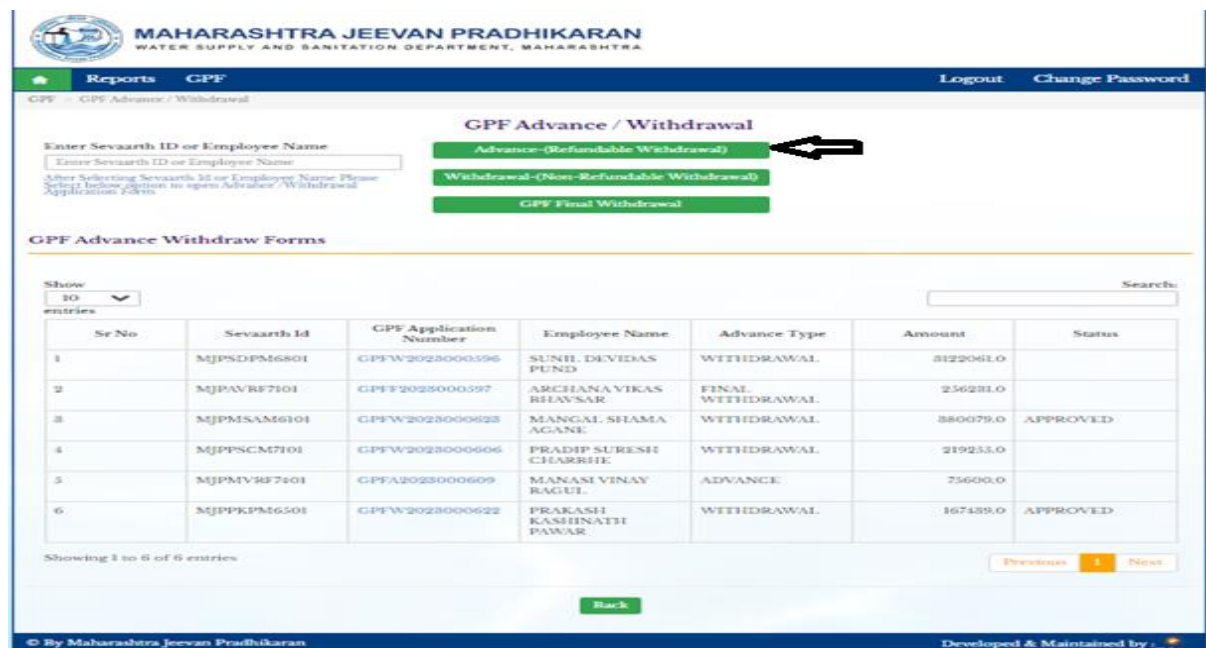 MAHARASHTRA JEEVAN PRADHIKARAN
WATER SUPPLY AND SANITATION DEPARTMENT, MAHARASHTRA
Reports GPF Logout Change Password
GPF - GPF Advance / Withdrawal
GPF Advance / Withdrawal
Enter Sevaarth ID or Employee Name
Enter Sevaarth ID or Employee Name
After Selecting Sevaarth Id or Employee Name Please
Select below option to open Advance /Withdrawal
Application Form
Advance-(Refundable Withdrawal)
Withdrawal-(Non-Refundable Withdrawal)
GPF Final Withdrawal
GPF Advance Withdraw Forms
Show
10
entries
Search:
Sr No Sevaarth Id GPF Application Number Employee Name Advance Type Amount Status
1 MJPSDPM6801 GPFW2023000596 SUNIL DEVIDAS PUND WITHDRAWAL 3122061.0
2 MJPAVBF7101 GPFF2023000597 ARCHANA VIKAS BHAVSAR FINAL WITHDRAWAL 256231.0
3 MJPMSAM6101 GPFW2023000623 MANGAL SHAMA AGANE WITHDRAWAL 380079.0 APPROVED
4 MJPPSCM7101 GPFW2023000606 PRADIP SURESH CHARBHE WITHDRAWAL 219255.0
5 MJPMVBF7401 GPFA2023000609 MANASI VINAY BAGUL ADVANCE 75600.0
6 MJPPKPM6501 GPFW2023000622 PRAKASH KASHINATH PAWAR WITHDRAWAL 167439.0 APPROVED
Showing 1 to 6 of 6 entries
Previous 1 Next
Back
© By Maharashtra Jeevan Pradhikaran Developed & Maintained by :